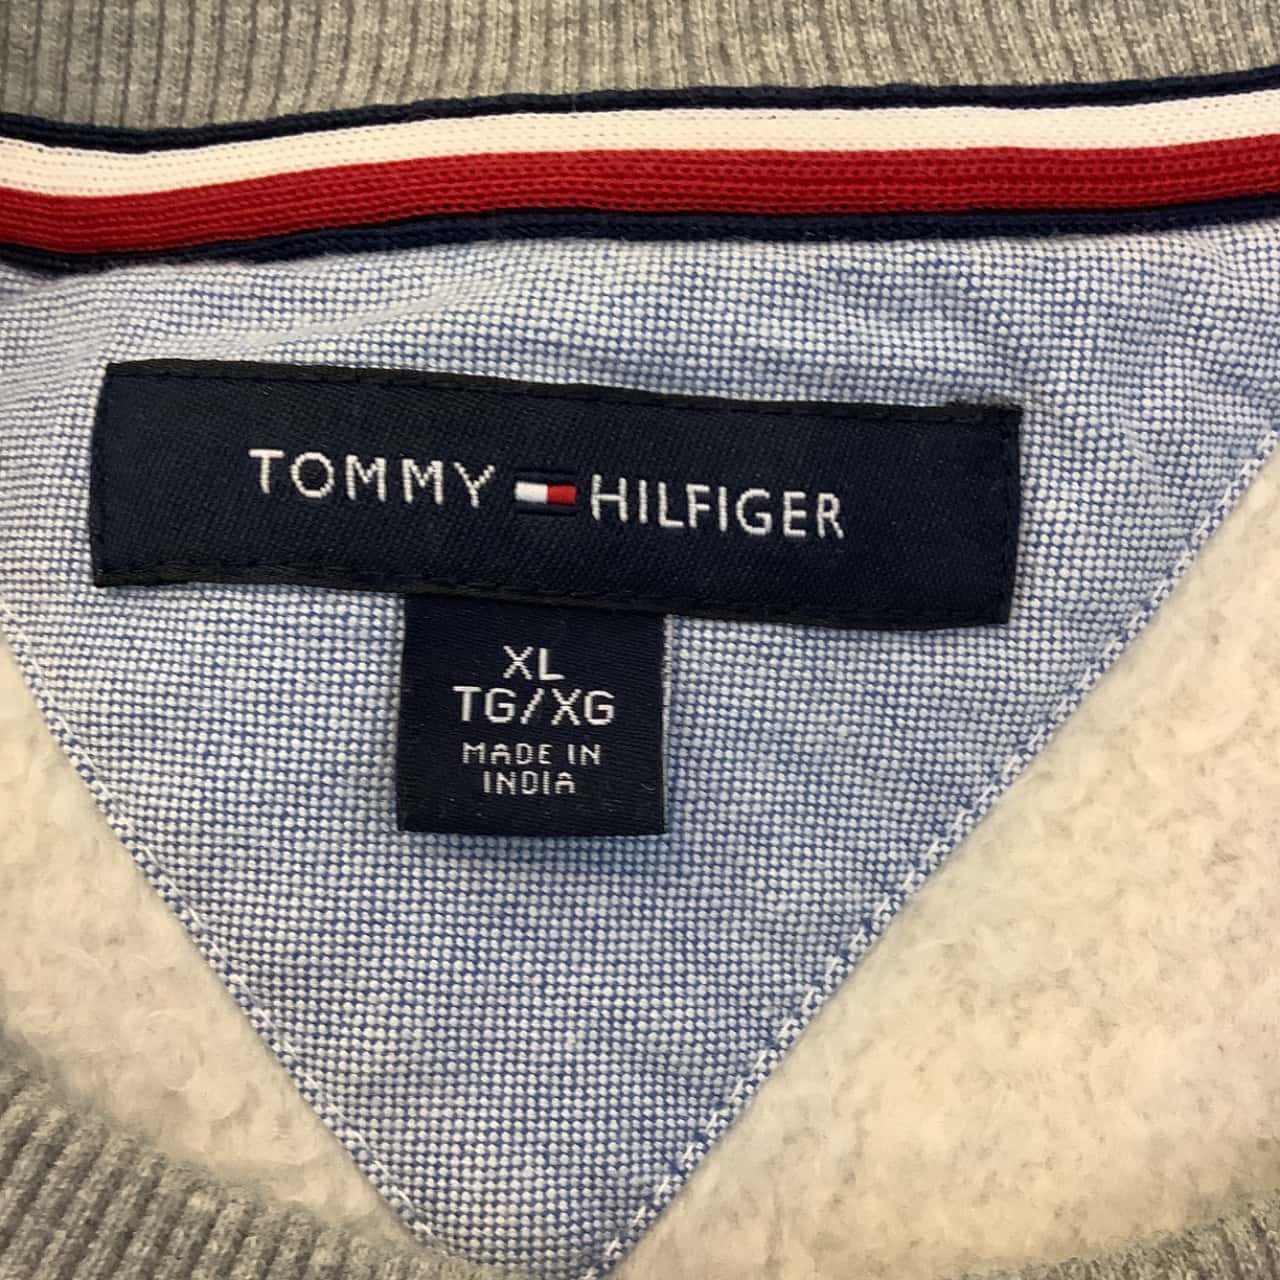 TOMMY HILFIGER
XL
TG/XG
MADE IN
INDIA